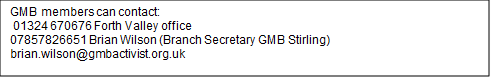 GMB members can contact:
01324 670676 Forth Valley office
07857826651 Brian Wilson (Branch Secretary GMB Stirling)
brian.wilson@gmbactivist.org.uk